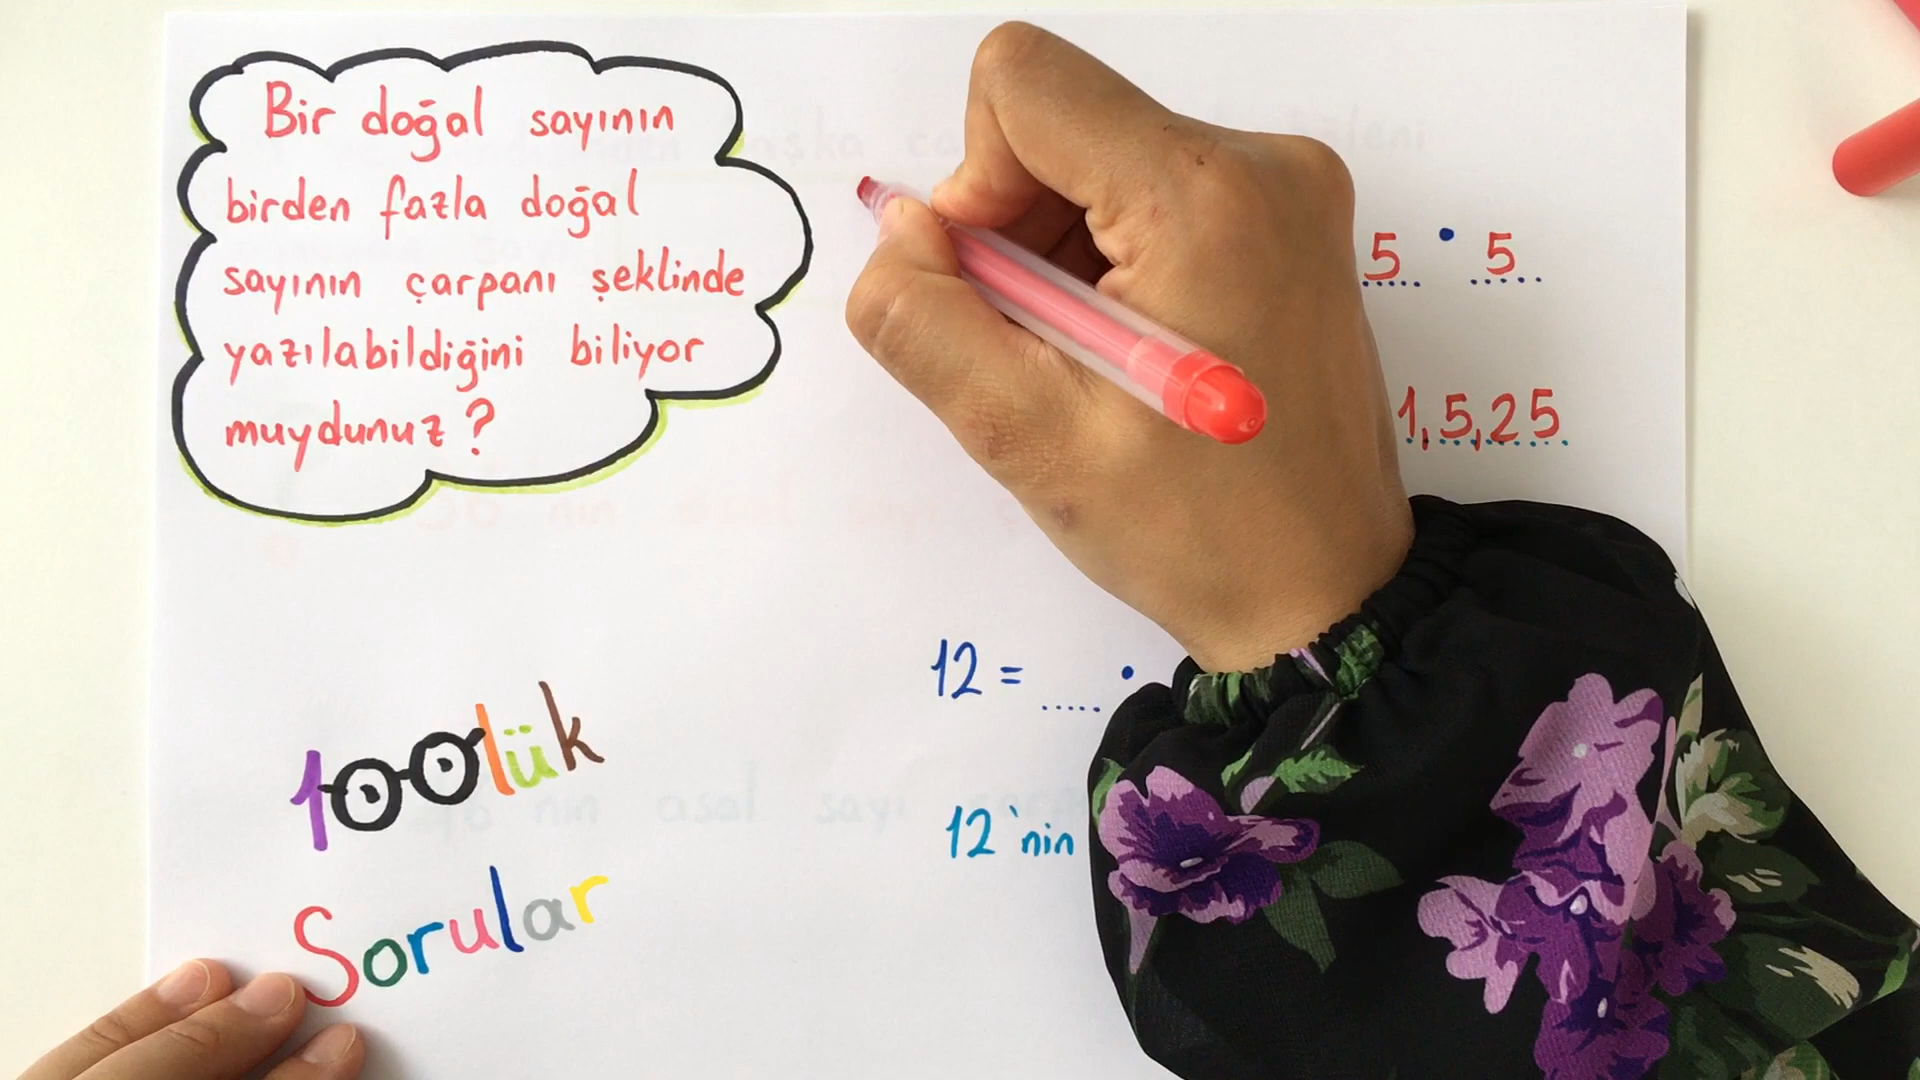 Bir doğal sayının
birden fazla doğal
sayının çarpanı şeklinde
yazılabildiğini biliyor
muydunuz?
5 . 5
1,5,25
12 = ..... .
12'nin
100lük
Sorular